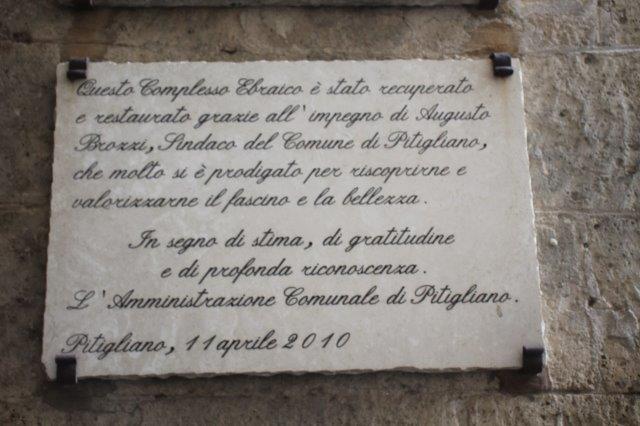 Questo Complesso Ebraico è stato recuperato
e restaurato grazie all'impegno di Augusto
Brozzi, Sindaco del Comune di Pitigliano,
che molto si è prodigato per riscoprirne e
valorizzarne il fascino e la bellezza.
In segno di stima, di gratitudine
e di profonda riconoscenza.
L'Amministrazione Comunale di Pitigliano.
Pitigliano, 11 aprile 2010